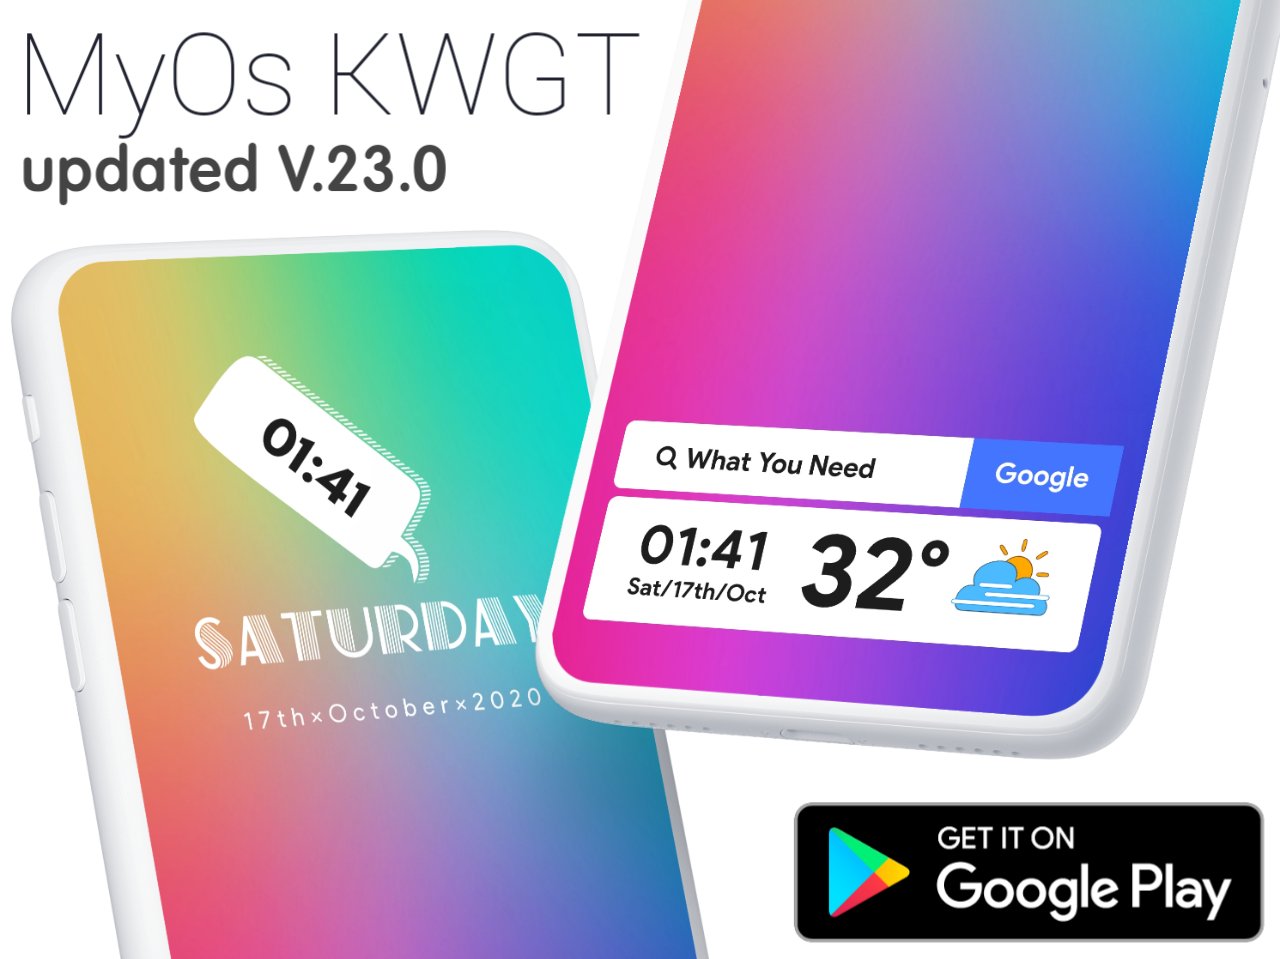 MyOs KWGT
updated V.23.0
01:41
SATURDAY
17th×October×2020
What You Need
Google
01:41
Sat/17th/Oct
32°
GET IT ON
Google Play